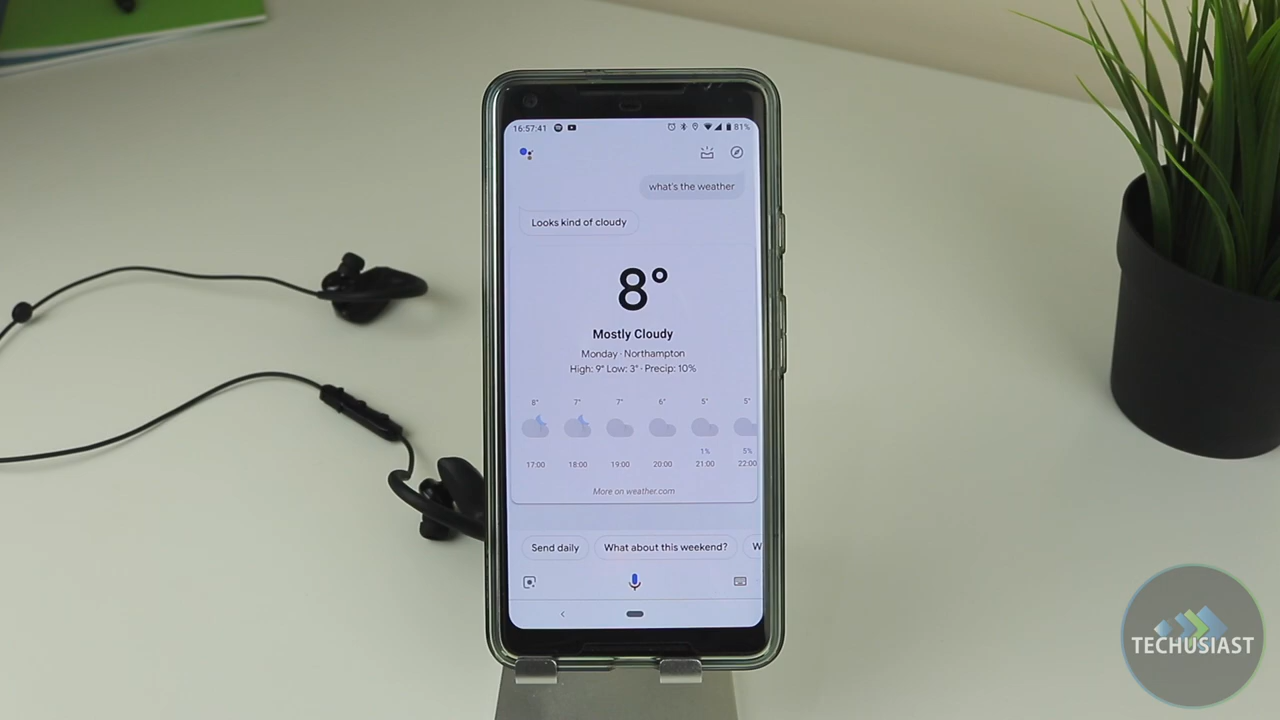 16:57:41
81%
what's the weather
Looks kind of cloudy
8°
Mostly Cloudy
Monday · Northampton
High: 9° Low: 3° · Precip: 10%
8° 7° 7° 6° 5° 5°
1% 5%
17:00 18:00 19:00 20:00 21:00 22:00
More on weather.com
Send daily What about this weekend? W
TECHUSIAST